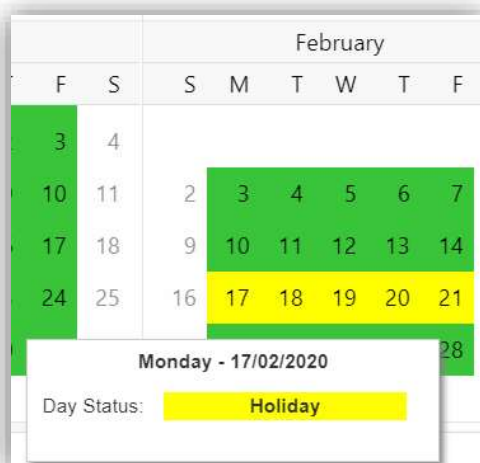 February
F S S M T W T F
3 4
10 11 2 3 4 5 6 7
17 18 9 10 11 12 13 14
24 25 16 17 18 19 20 21
28
Monday - 17/02/2020
Day Status: Holiday